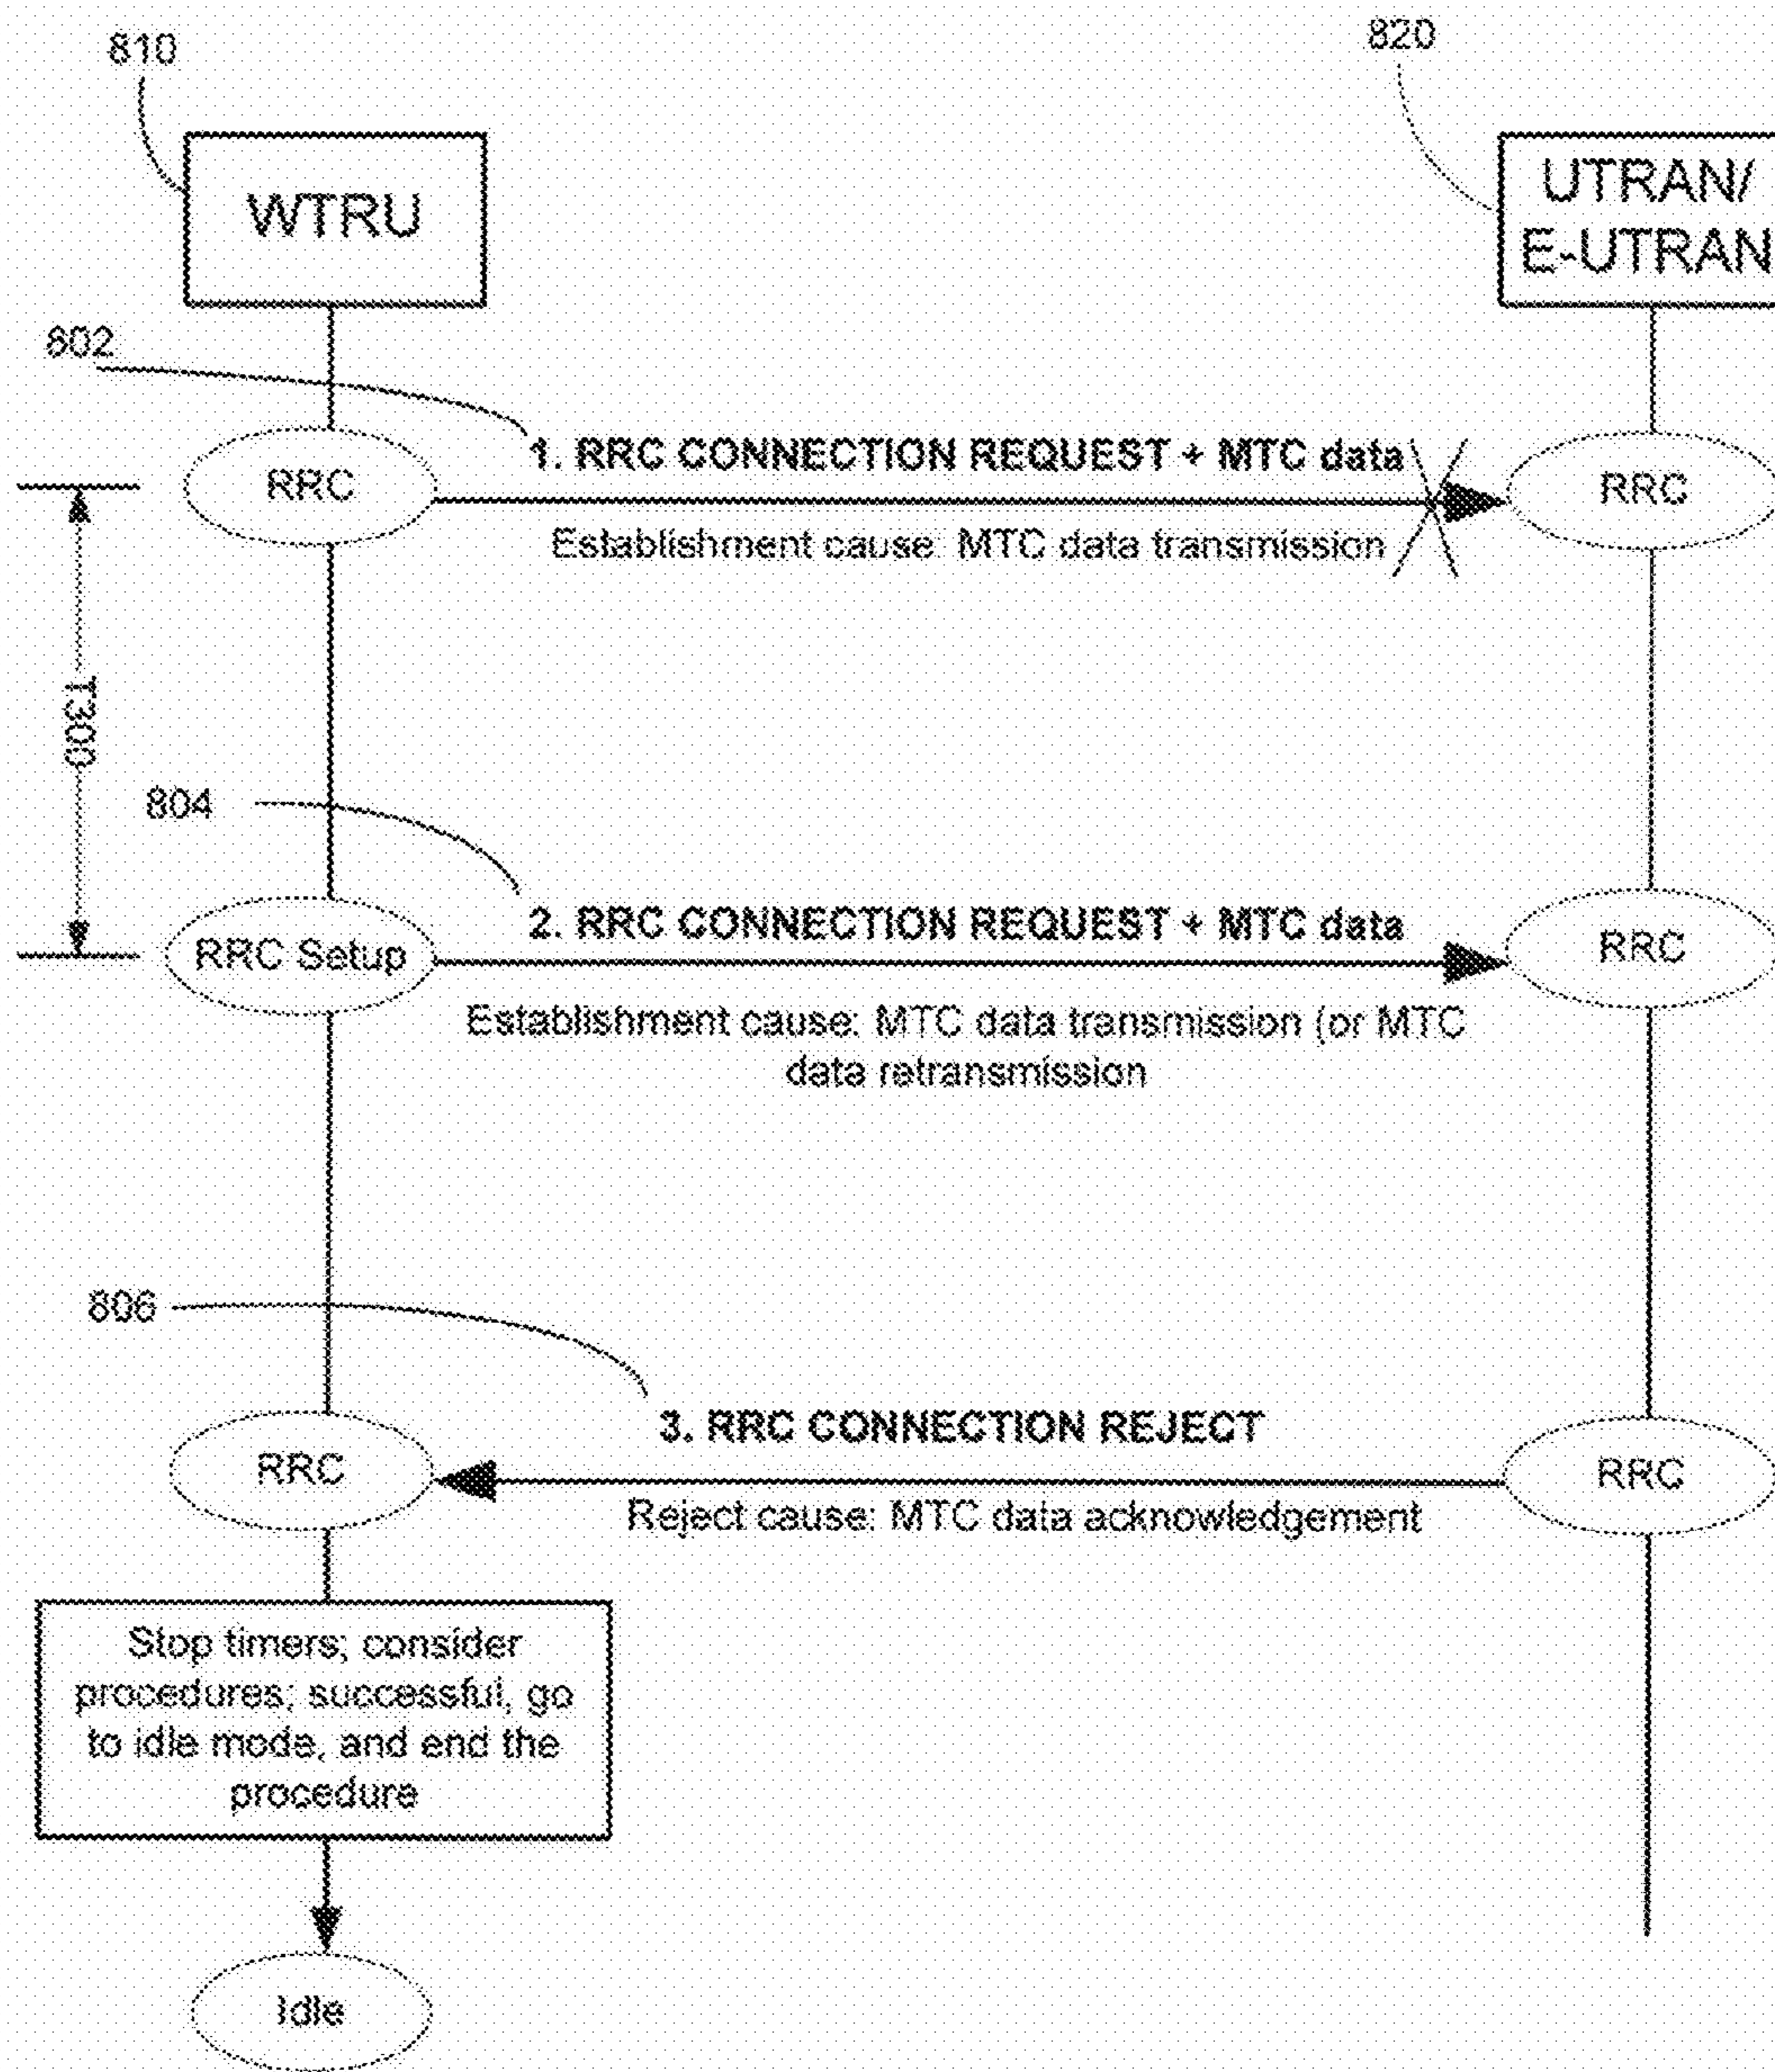 810
820
WTRU
UTRAN/
E-UTRAN
802
1. RRC CONNECTION REQUEST + MTC data
RRC
RRC
Establishment cause: MTC data transmission
T300
804
2. RRC CONNECTION REQUEST + MTC data
RRC Setup
RRC
Establishment cause: MTC data transmission (or MTC
data retransmission
806
3. RRC CONNECTION REJECT
RRC
RRC
Reject cause: MTC data acknowledgement
Stop timers; consider
procedures; successful, go
to idle mode, and end the
procedure
Idle